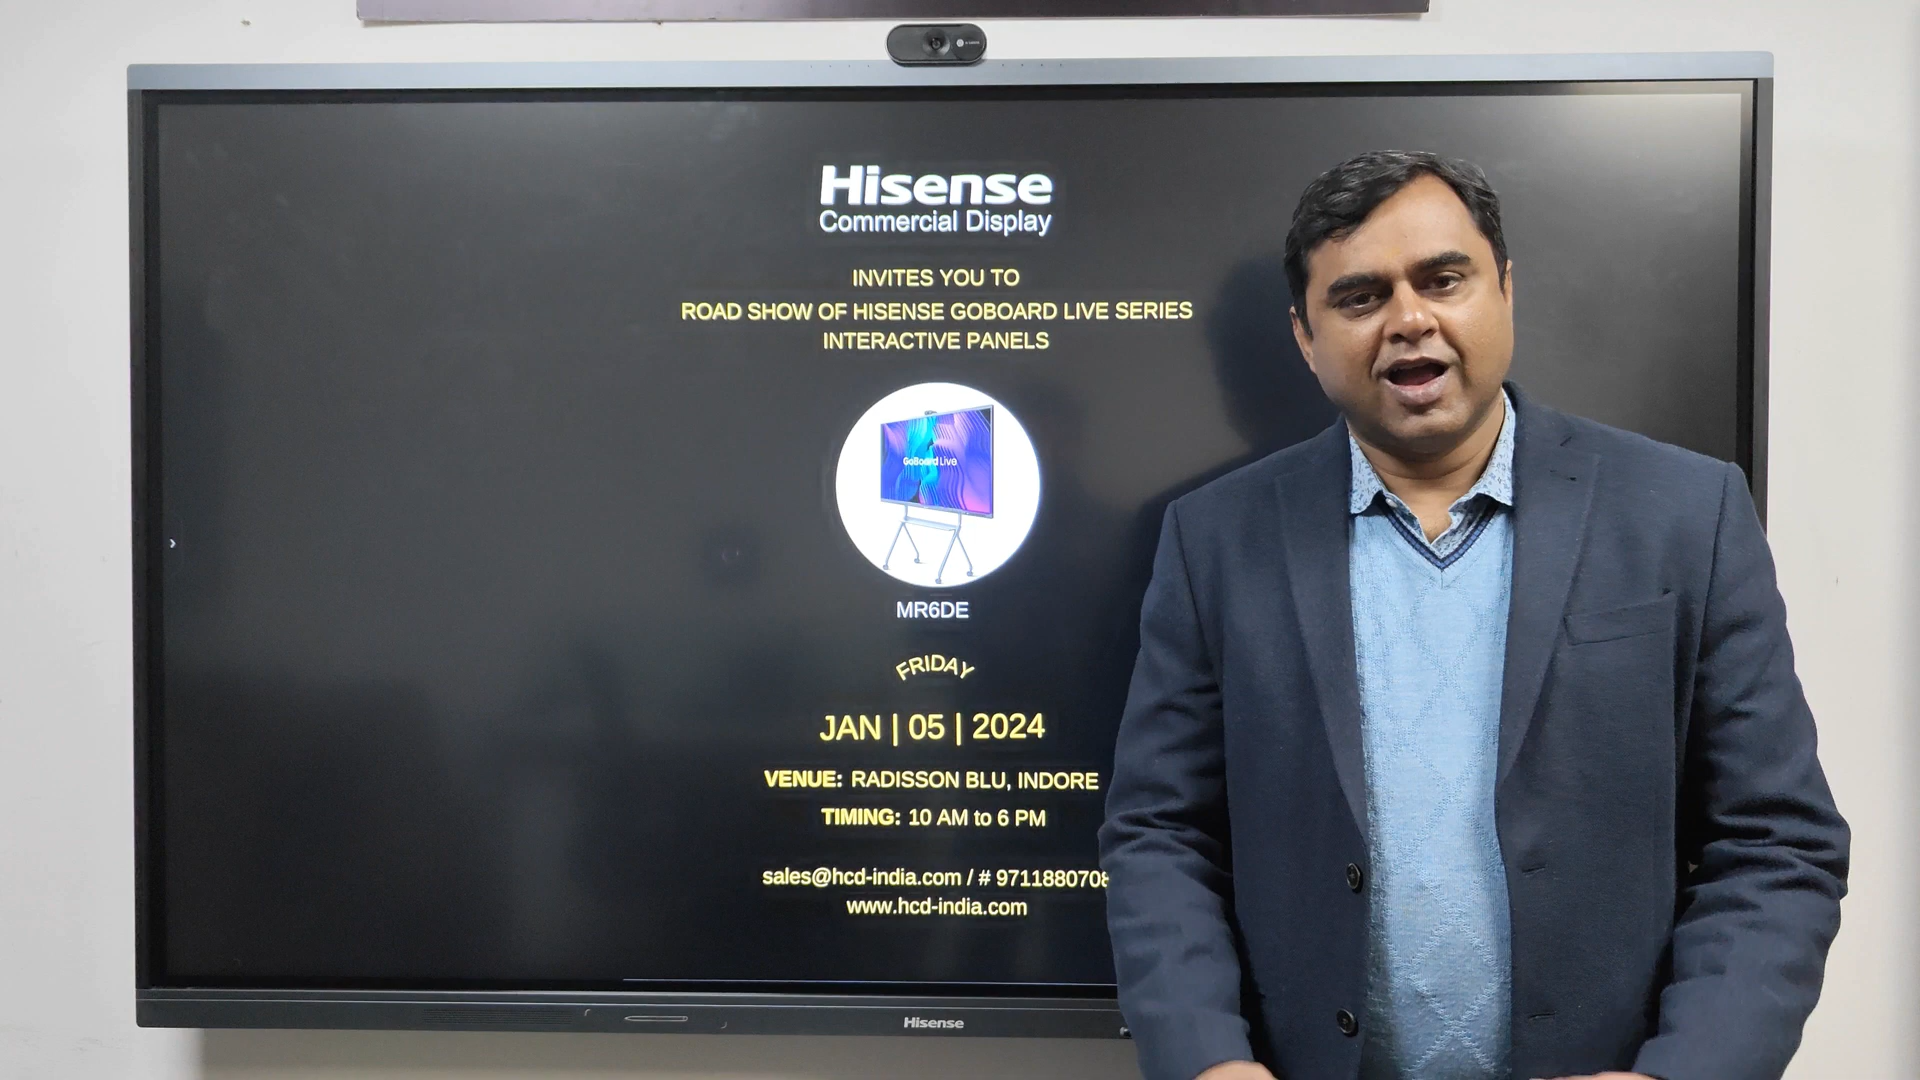 Hisense
Commercial Display
INVITES YOU TO
ROAD SHOW OF HISENSE GOBOARD LIVE SERIES
INTERACTIVE PANELS
GoBoard Live
MR6DE
FRIDAY
JAN | 05 | 2024
VENUE: RADISSON BLU, INDORE
TIMING: 10 AM to 6 PM
sales@hcd-india.com / # 9711880708
www.hcd-india.com
Hisense